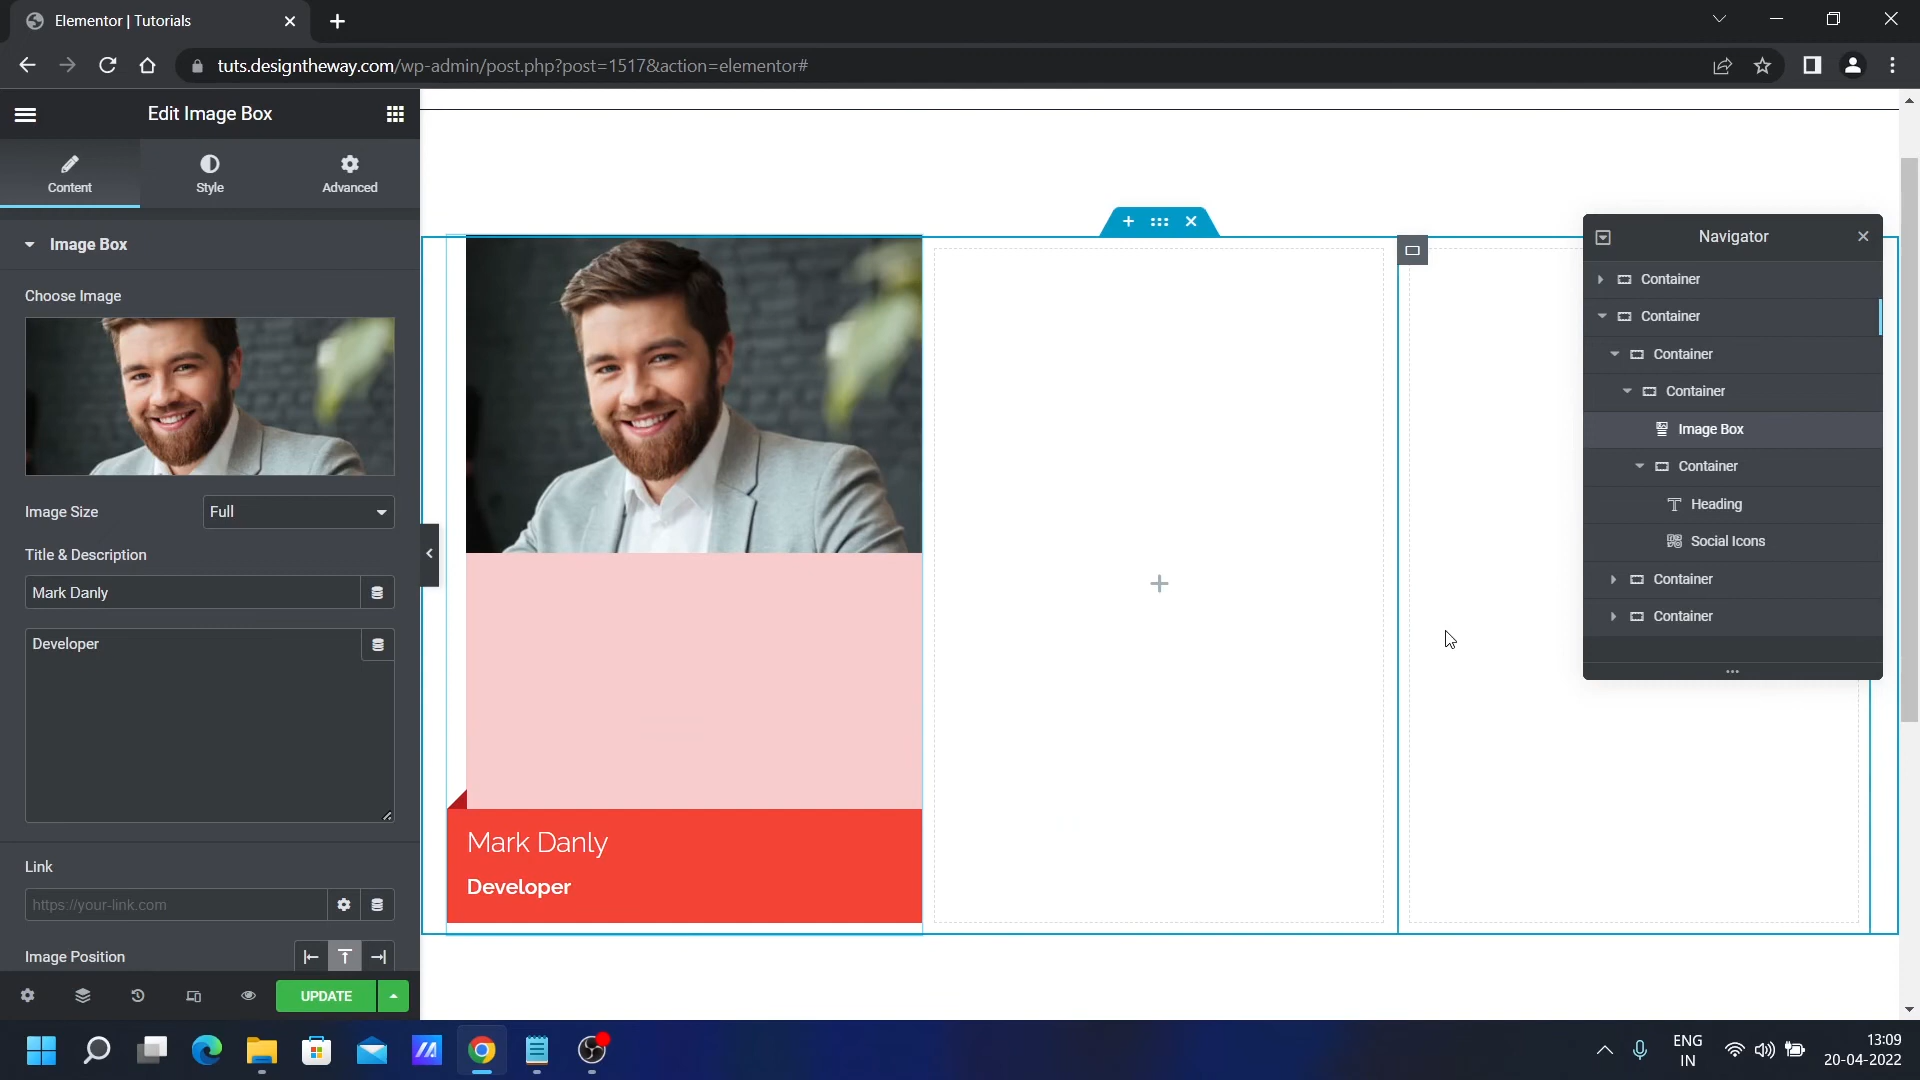 Elementor | Tutorials
tuts.designtheway.com/wp-admin/post.php?post=1517&action=elementor#
Edit Image Box
Content
Style
Advanced
Image Box
Choose Image
Image Size
Full
Title & Description
Mark Danly
Developer
Link
https://your-link.com
Image Position
UPDATE
Mark Danly
Developer
Navigator
Container
Container
Container
Container
Image Box
Container
Heading
Social Icons
Container
Container
ENG
IN
13:09
20-04-2022